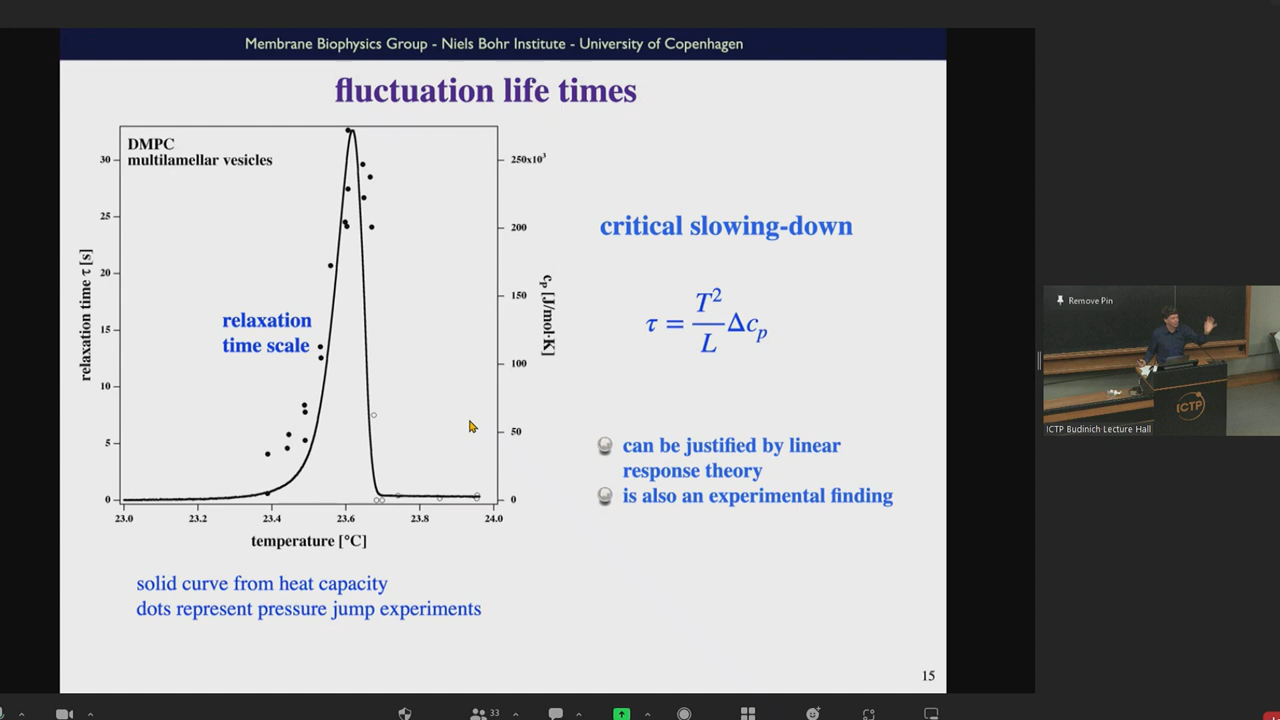 Membrane Biophysics Group - Niels Bohr Institute - University of Copenhagen
fluctuation life times
DMPC
multilamellar vesicles
30
25
20
15
10
5
0
relaxation time τ [s]
250x10³
200
150
100
50
0
cp [J/mol·K]
relaxation
time scale
23.0 23.2 23.4 23.6 23.8 24.0
temperature [°C]
solid curve from heat capacity
dots represent pressure jump experiments
critical slowing-down
τ = T²/L Δcp
can be justified by linear
response theory
is also an experimental finding
15
Remove Pin
ICTP
ICTP Budinich Lecture Hall
33